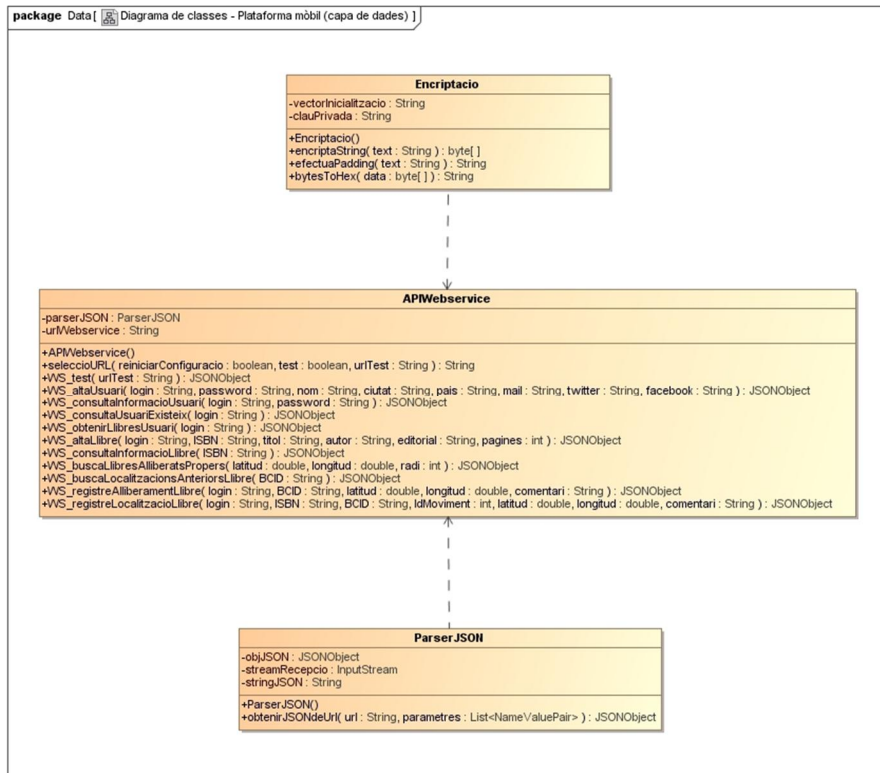 package Data[ Diagrama de classes - Plataforma mòbil (capa de dades) ]
Encriptacio
-vectorInicialitzacio : String
-clauPrivada : String
+Encriptacio()
+encriptaString( text : String ) : byte[ ]
+efectuaPadding( text : String ) : String
+bytesToHex( data : byte[ ] ) : String
APIWebservice
-parserJSON : ParserJSON
-urlWebservice : String
+APIWebservice()
+seleccioURL( reiniciarConfiguracio : boolean, test : boolean, urlTest : String ) : String
+WS_test( urlTest : String ) : JSONObject
+WS_altaUsuari( login : String, password : String, nom : String, ciutat : String, pais : String, mail : String, twitter : String, facebook : String ) : JSONObject
+WS_consultaInformacioUsuari( login : String, password : String ) : JSONObject
+WS_consultaUsuariExisteix( login : String ) : JSONObject
+WS_obtenirLlibresUsuari( login : String ) : JSONObject
+WS_altaLlibre( login : String, ISBN : String, titol : String, autor : String, editorial : String, pagines : int ) : JSONObject
+WS_consultaInformacioLlibre( ISBN : String ) : JSONObject
+WS_buscaLlibresAlliberatsPropers( latitud : double, longitud : double, radi : int ) : JSONObject
+WS_buscaLocalitzacionsAnteriorsLlibre( BCID : String ) : JSONObject
+WS_registreAlliberamentLlibre( login : String, BCID : String, latitud : double, longitud : double, comentari : String ) : JSONObject
+WS_registreLocalitzacioLlibre( login : String, ISBN : String, BCID : String, IdMoviment : int, latitud : double, longitud : double, comentari : String ) : JSONObject
ParserJSON
-objJSON : JSONObject
-streamRecepcio : InputStream
-stringJSON : String
+ParserJSON()
+obtenirJSONdeUrl( url : String, parametres : List<NameValuePair> ) : JSONObject